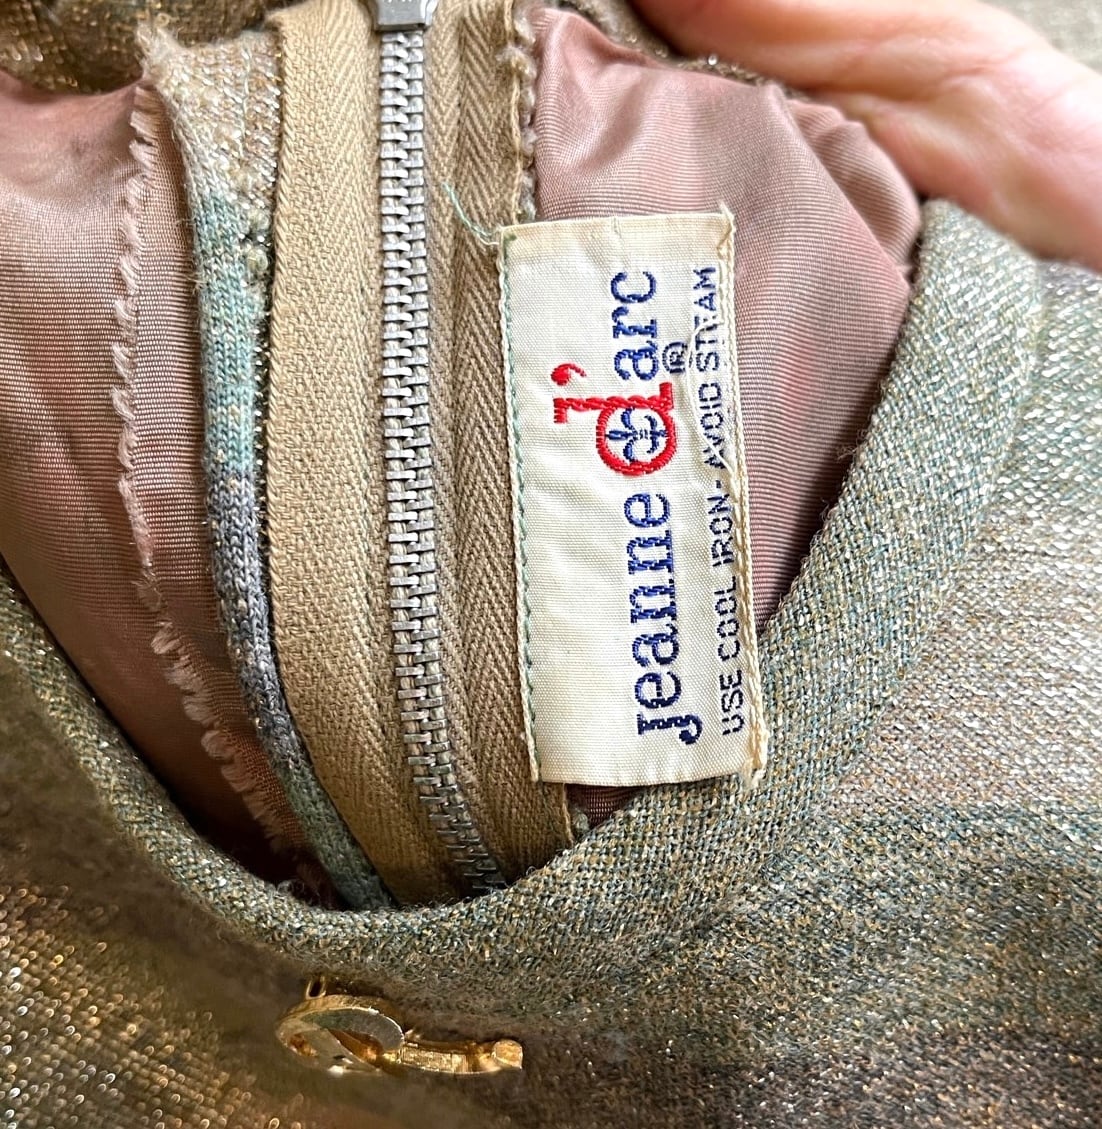 Jeanne d'arc ®
USE COOL IRON-AVOID STEAM